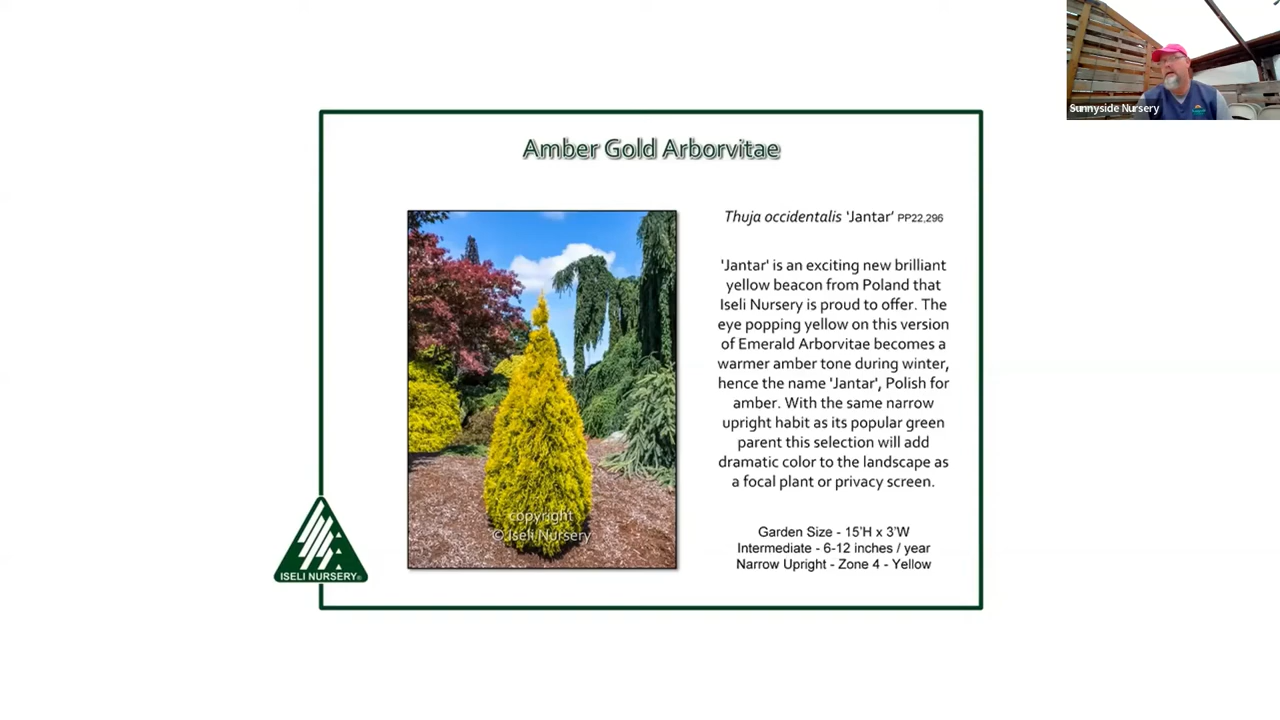 Sunnyside Nursery
Amber Gold Arborvitae
Thuja occidentalis 'Jantar' PP22,296
'Jantar' is an exciting new brilliant
yellow beacon from Poland that
Iseli Nursery is proud to offer. The
eye popping yellow on this version
of Emerald Arborvitae becomes a
warmer amber tone during winter,
hence the name 'Jantar', Polish for
amber. With the same narrow
upright habit as its popular green
parent this selection will add
dramatic color to the landscape as
a focal plant or privacy screen.
copyright
© Iseli Nursery
Garden Size - 15'H x 3'W
Intermediate - 6-12 inches / year
Narrow Upright - Zone 4 - Yellow
ISELI NURSERY®